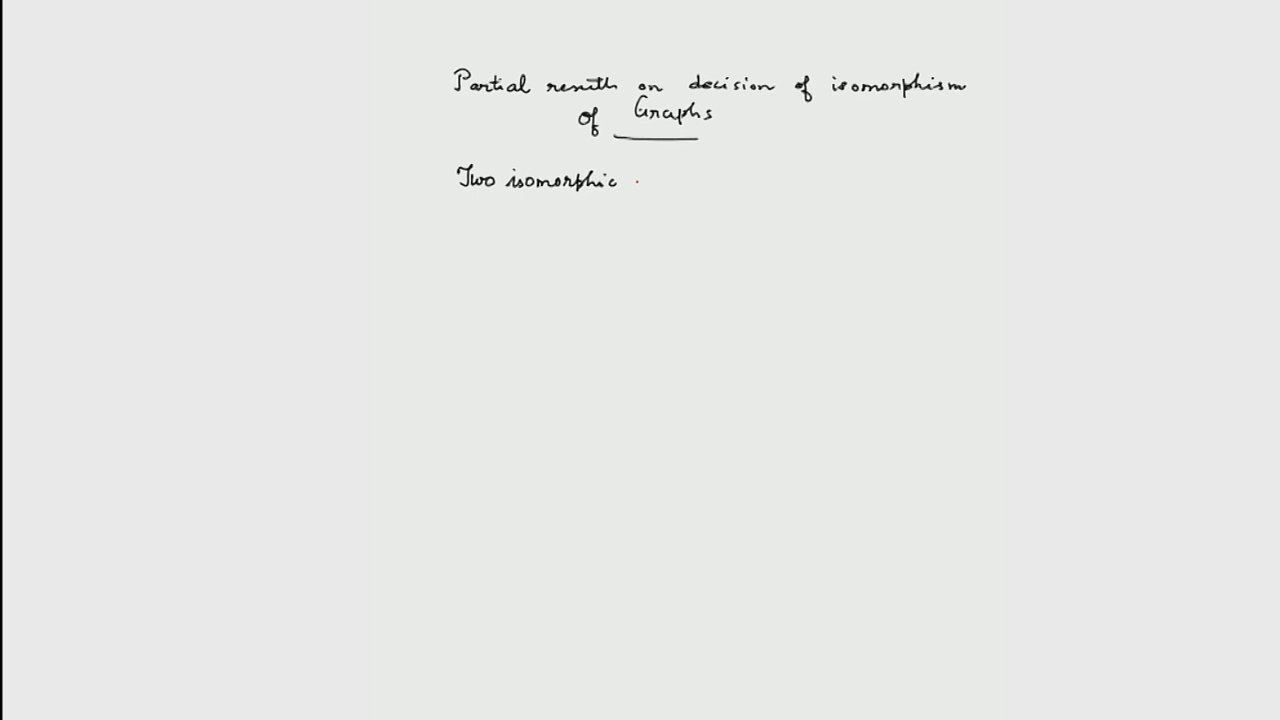 Partial results on decision of isomorphism
of Graphs
Two isomorphic